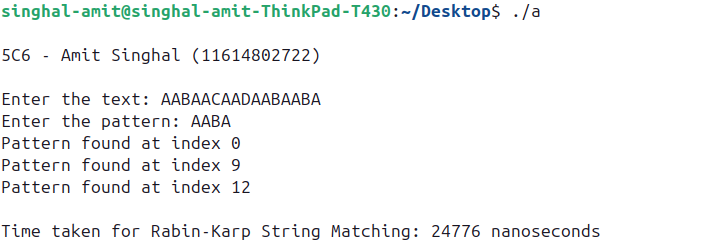 singhal-amit@singhal-amit-ThinkPad-T430:~/Desktop$ ./a
5C6 - Amit Singhal (11614802722)
Enter the text: AABAACAADAABAABA
Enter the pattern: AABA
Pattern found at index 0
Pattern found at index 9
Pattern found at index 12
Time taken for Rabin-Karp String Matching: 24776 nanoseconds